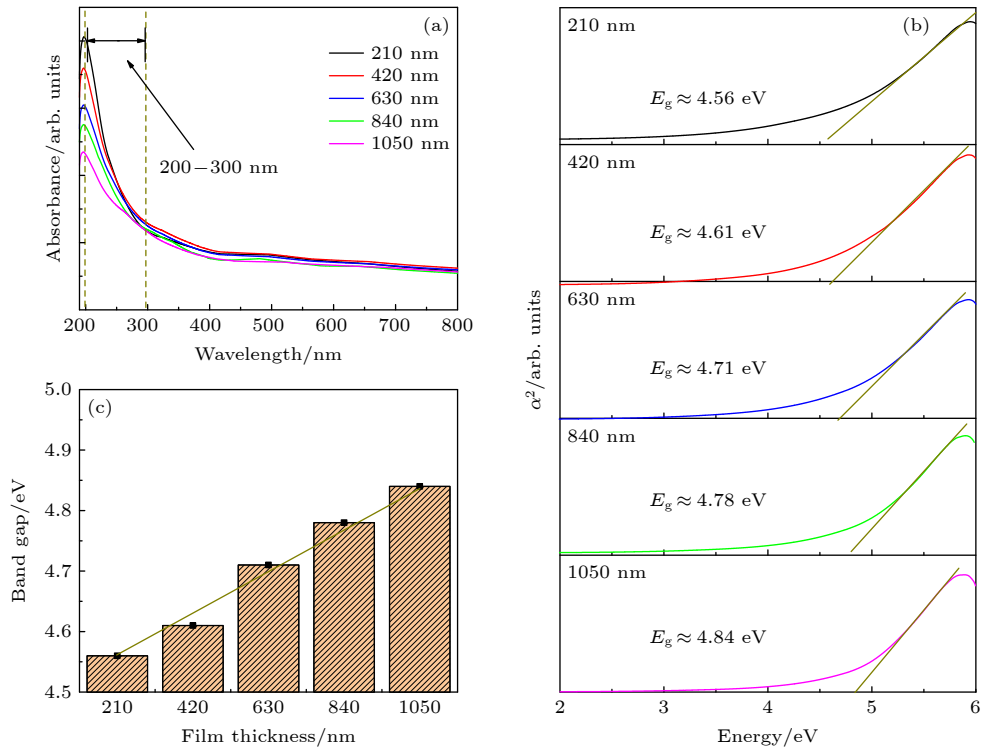 (a)
210 nm
420 nm
630 nm
840 nm
1050 nm
200−300 nm
Absorbance/arb. units
200 300 400 500 600 700 800
Wavelength/nm
(b)
210 nm
Eg ≈ 4.56 eV
420 nm
Eg ≈ 4.61 eV
630 nm
Eg ≈ 4.71 eV
840 nm
Eg ≈ 4.78 eV
1050 nm
Eg ≈ 4.84 eV
α²/arb. units
2 3 4 5 6
Energy/eV
(c)
5.0
4.9
4.8
4.7
4.6
4.5
Band gap/eV
210 420 630 840 1050
Film thickness/nm